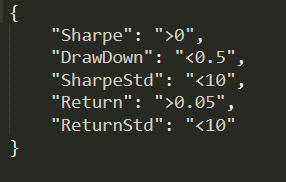 {
"Sharpe": ">0",
"DrawDown": "<0.5",
"SharpeStd": "<10",
"Return": ">0.05",
"ReturnStd": "<10"
}